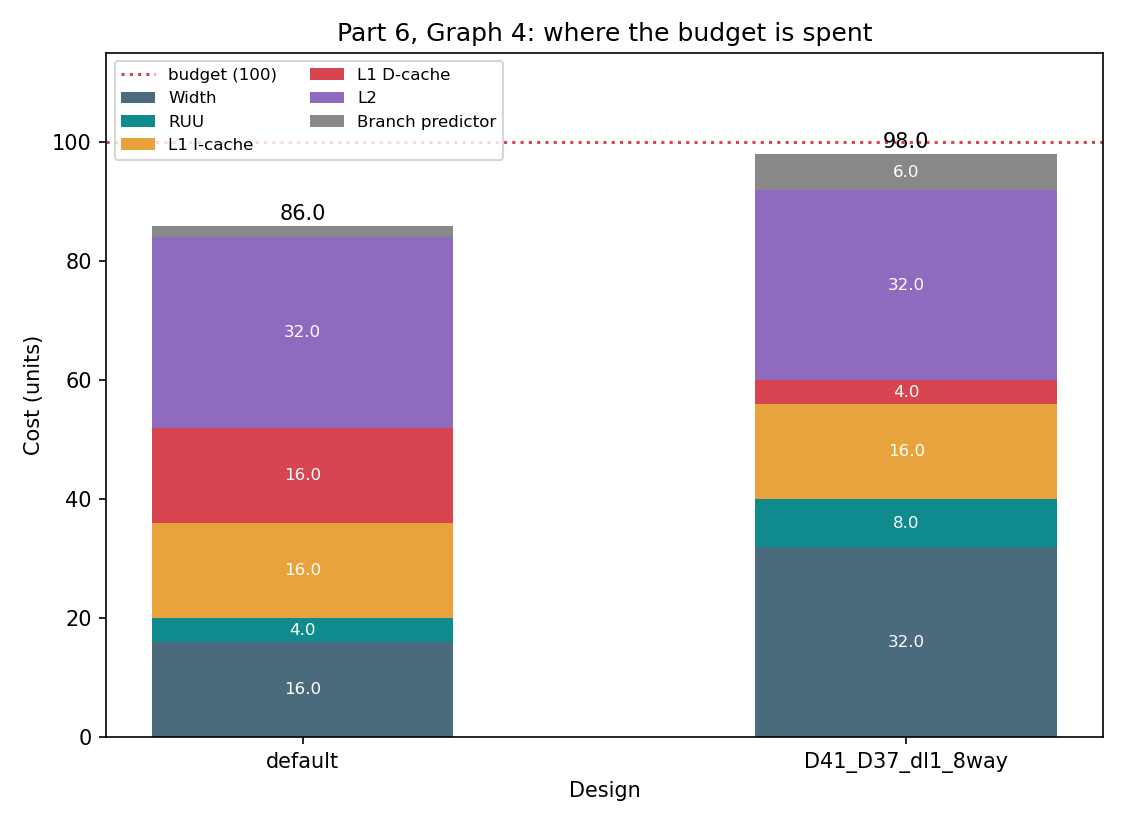 Part 6, Graph 4: where the budget is spent
budget (100)
Width
RUU
L1 I-cache
L1 D-cache
L2
Branch predictor
Cost (units)
100
80
60
40
20
0
86.0
32.0
16.0
16.0
4.0
16.0
98.0
6.0
32.0
4.0
16.0
8.0
32.0
default
D41_D37_dl1_8way
Design